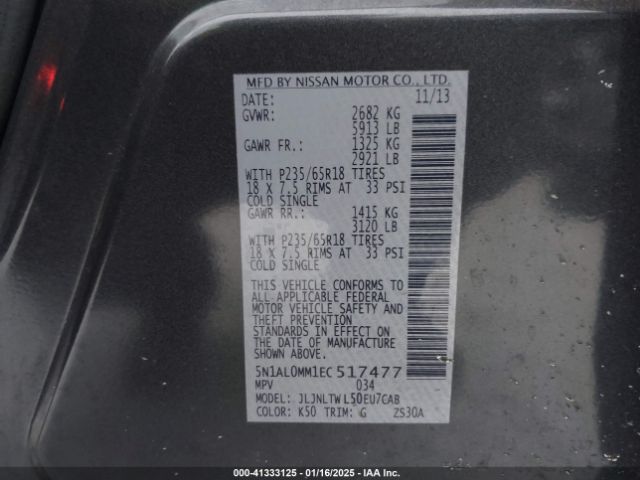 MFD BY NISSAN MOTOR CO., LTD.
DATE: 11/13
GVWR: 2682 KG
5913 LB
GAWR FR.: 1325 KG
2921 LB
WITH P235/65R18 TIRES
18 X 7.5 RIMS AT 33 PSI
COLD SINGLE
GAWR RR.: 1415 KG
3120 LB
WITH P235/65R18 TIRES
18 X 7.5 RIMS AT 33 PSI
COLD SINGLE
THIS VEHICLE CONFORMS TO
ALL APPLICABLE FEDERAL
MOTOR VEHICLE SAFETY AND
THEFT PREVENTION
STANDARDS IN EFFECT ON
THE DATE OF MANUFACTURE
SHOWN ABOVE.
5N1AL0MM1EC 517477
MPV 034
MODEL: JLJNLTW L50EU7CAB
COLOR: K50 TRIM: G ZS30A
000-41333125 - 01/16/2025 - IAA Inc.